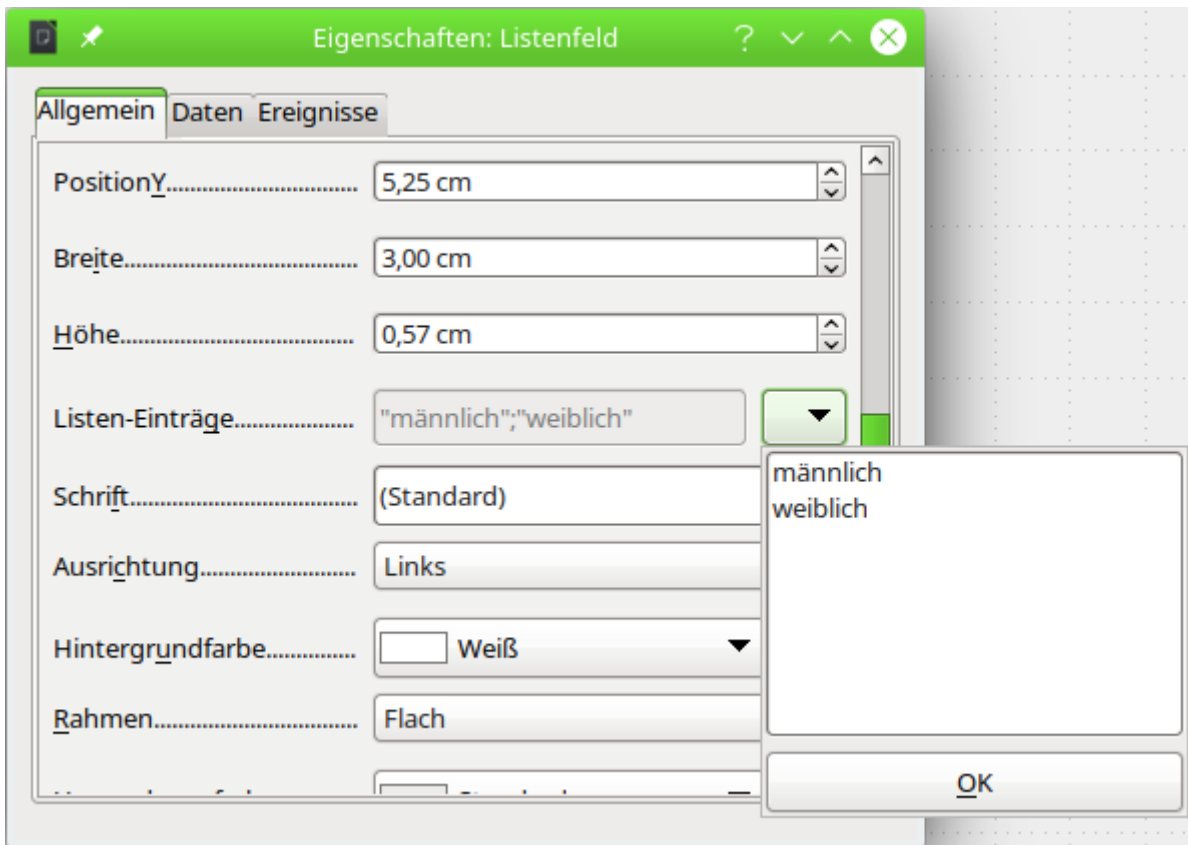 Eigenschaften: Listenfeld
Allgemein Daten Ereignisse
PositionY.................................. 5,25 cm
Breite....................................... 3,00 cm
Höhe....................................... 0,57 cm
Listen-Einträge.................... "männlich";"weiblich"
männlich
weiblich
Schrift...................................... (Standard)
Ausrichtung.......................... Links
Hintergrundfarbe............... Weiß
Rahmen.................................. Flach
OK